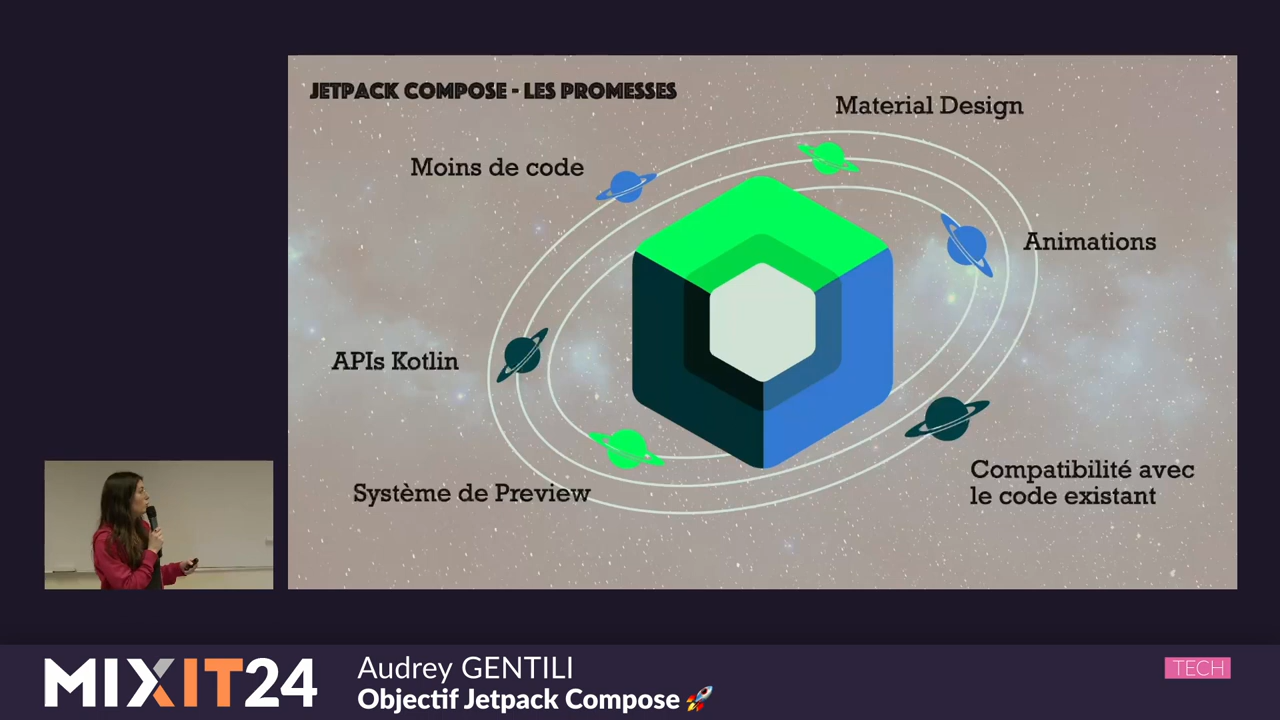 JETPACK COMPOSE - LES PROMESSES
Material Design
Moins de code
Animations
APIs Kotlin
Compatibilité avec
le code existant
Système de Preview
MIXIT24
Audrey GENTILI
Objectif Jetpack Compose 🚀
TECH